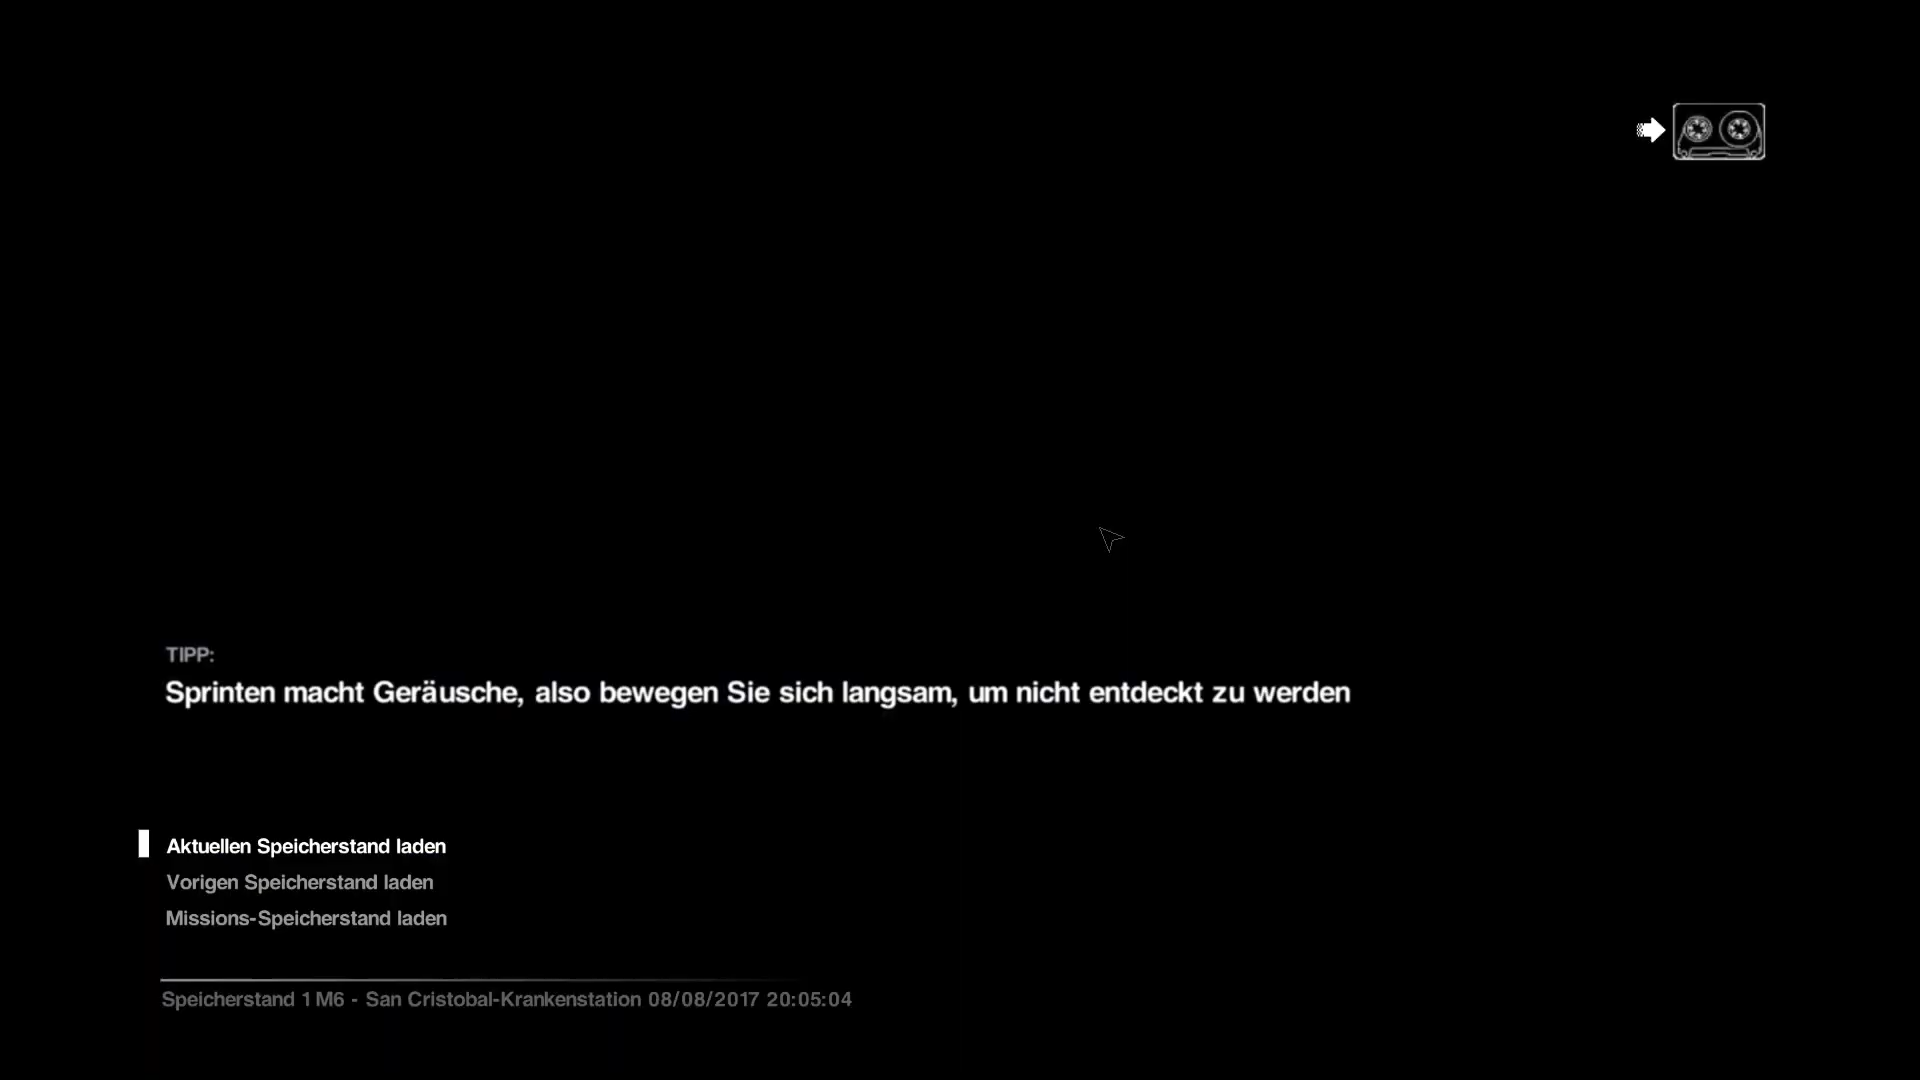 TIPP:
Sprinten macht Geräusche, also bewegen Sie sich langsam, um nicht entdeckt zu werden
Aktuellen Speicherstand laden
Vorigen Speicherstand laden
Missions-Speicherstand laden
Speicherstand 1 M6 - San Cristobal-Krankenstation 08/08/2017 20:05:04